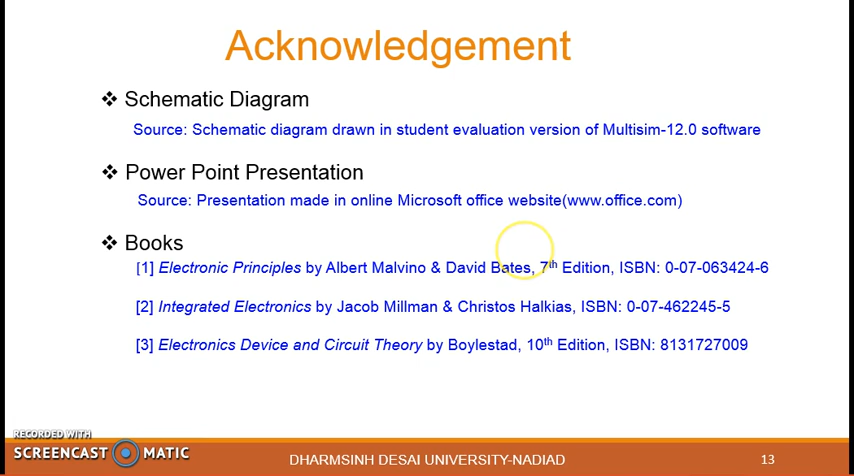 Acknowledgement
❖ Schematic Diagram
Source: Schematic diagram drawn in student evaluation version of Multisim-12.0 software
❖ Power Point Presentation
Source: Presentation made in online Microsoft office website(www.office.com)
❖ Books
[1] Electronic Principles by Albert Malvino & David Bates, 7th Edition, ISBN: 0-07-063424-6
[2] Integrated Electronics by Jacob Millman & Christos Halkias, ISBN: 0-07-462245-5
[3] Electronics Device and Circuit Theory by Boylestad, 10th Edition, ISBN: 8131727009
RECORDED WITH
SCREENCAST MATIC
DHARMSINH DESAI UNIVERSITY-NADIAD
13